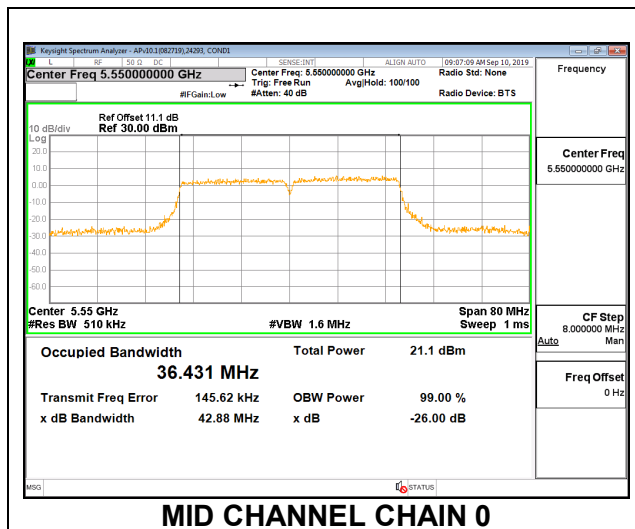 Keysight Spectrum Analyzer - APv10.1(082719),24293, COND1
L RF 50 Ω DC SENSE:INT ALIGN AUTO 09:07:09 AM Sep 10, 2019
Center Freq 5.550000000 GHz
Center Freq: 5.550000000 GHz
Radio Std: None
Trig: Free Run Avg|Hold: 100/100
#IFGain:Low #Atten: 40 dB Radio Device: BTS
Ref Offset 11.1 dB
10 dB/div Ref 30.00 dBm
Log
20.0
10.0
0.00
-10.0
-20.0
-30.0
-40.0
-50.0
-60.0
Center 5.55 GHz Span 80 MHz
#Res BW 510 kHz #VBW 1.6 MHz Sweep 1 ms
Occupied Bandwidth Total Power 21.1 dBm
36.431 MHz
Transmit Freq Error 145.62 kHz OBW Power 99.00 %
x dB Bandwidth 42.88 MHz x dB -26.00 dB
Frequency
Center Freq
5.550000000 GHz
CF Step
8.000000 MHz
Auto Man
Freq Offset
0 Hz
MSG STATUS
MID CHANNEL CHAIN 0